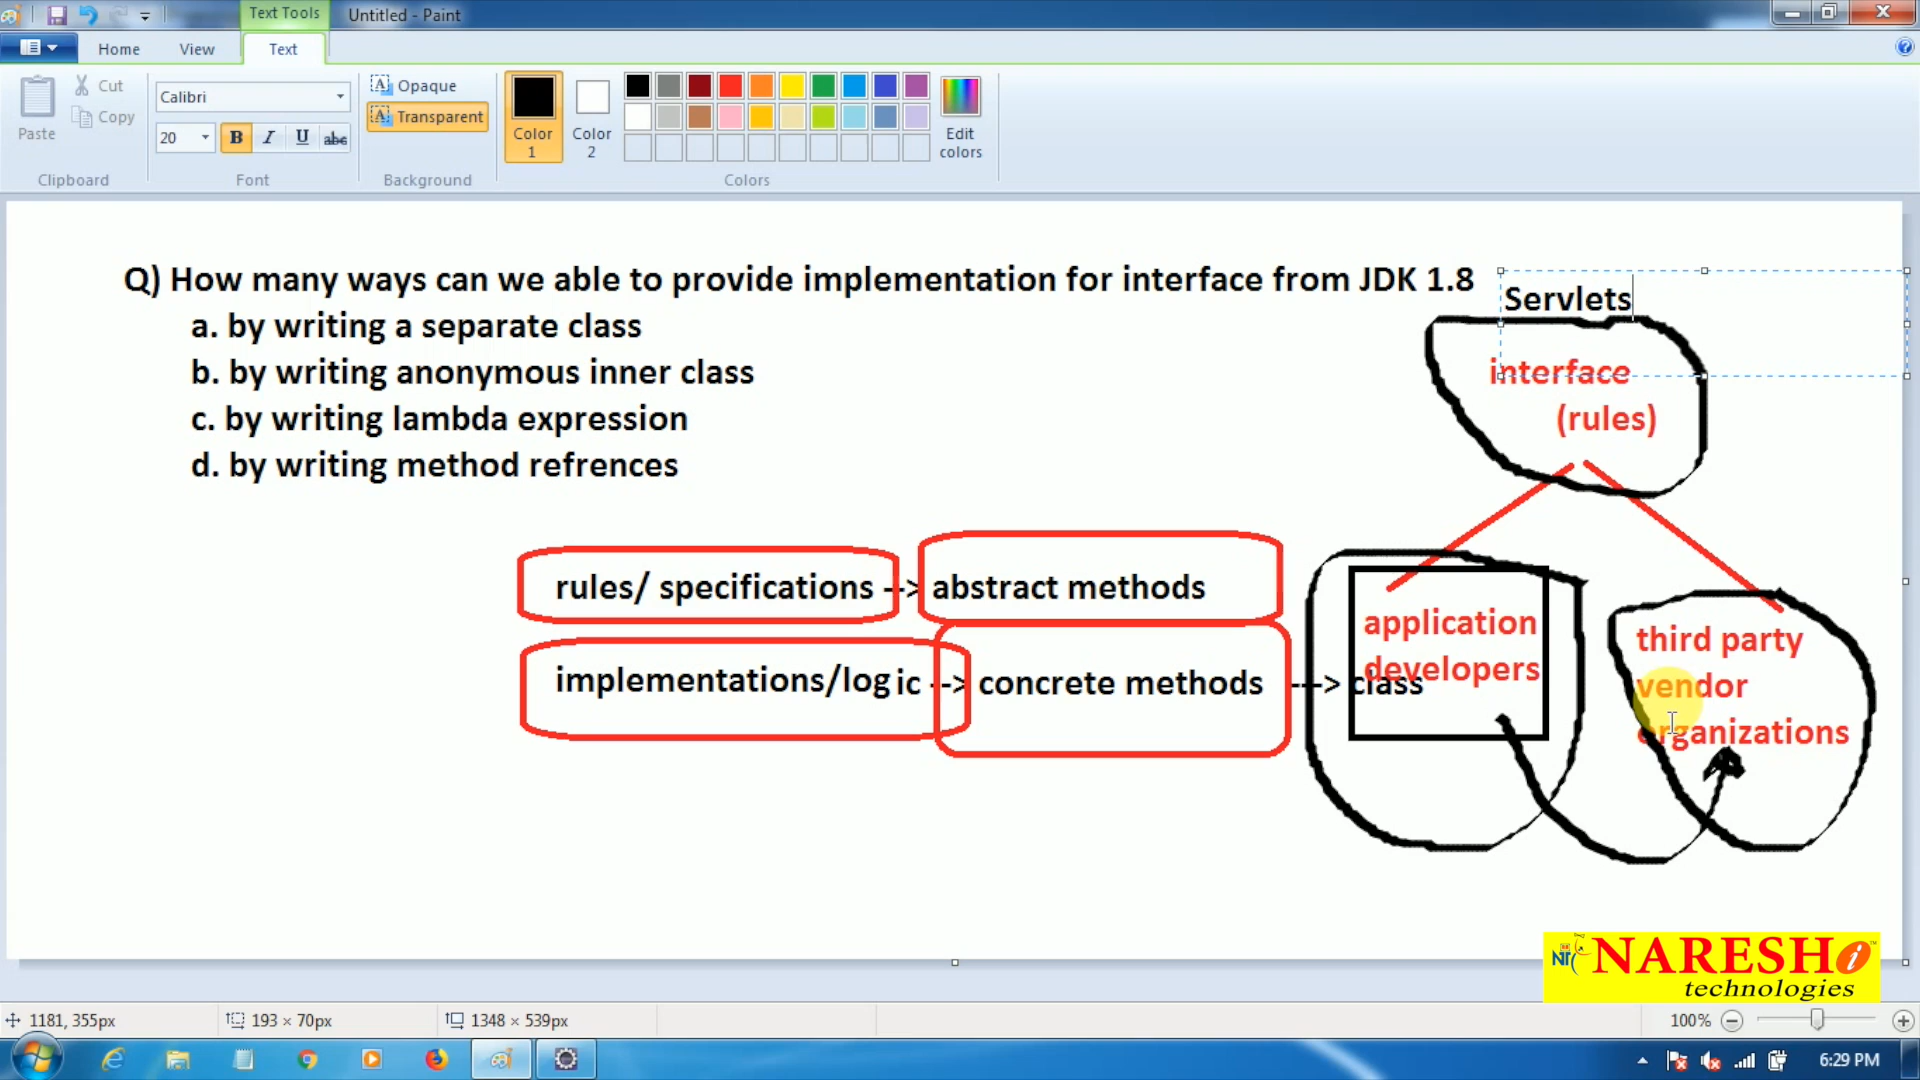 Text Tools
Untitled - Paint
Home
View
Text
Paste
Cut
Copy
Clipboard
Calibri
20
B I U abc
Font
Opaque
Transparent
Background
Color 1
Color 2
Edit colors
Colors
Q) How many ways can we able to provide implementation for interface from JDK 1.8
a. by writing a separate class
b. by writing anonymous inner class
c. by writing lambda expression
d. by writing method refrences
Servlets
interface
(rules)
rules/ specifications --> abstract methods
implementations/logic --> concrete methods ---> class
application
developers
third party
vendor
organizations
NARESH i
technologies
1181, 355px
193 × 70px
1348 × 539px
100%
6:29 PM